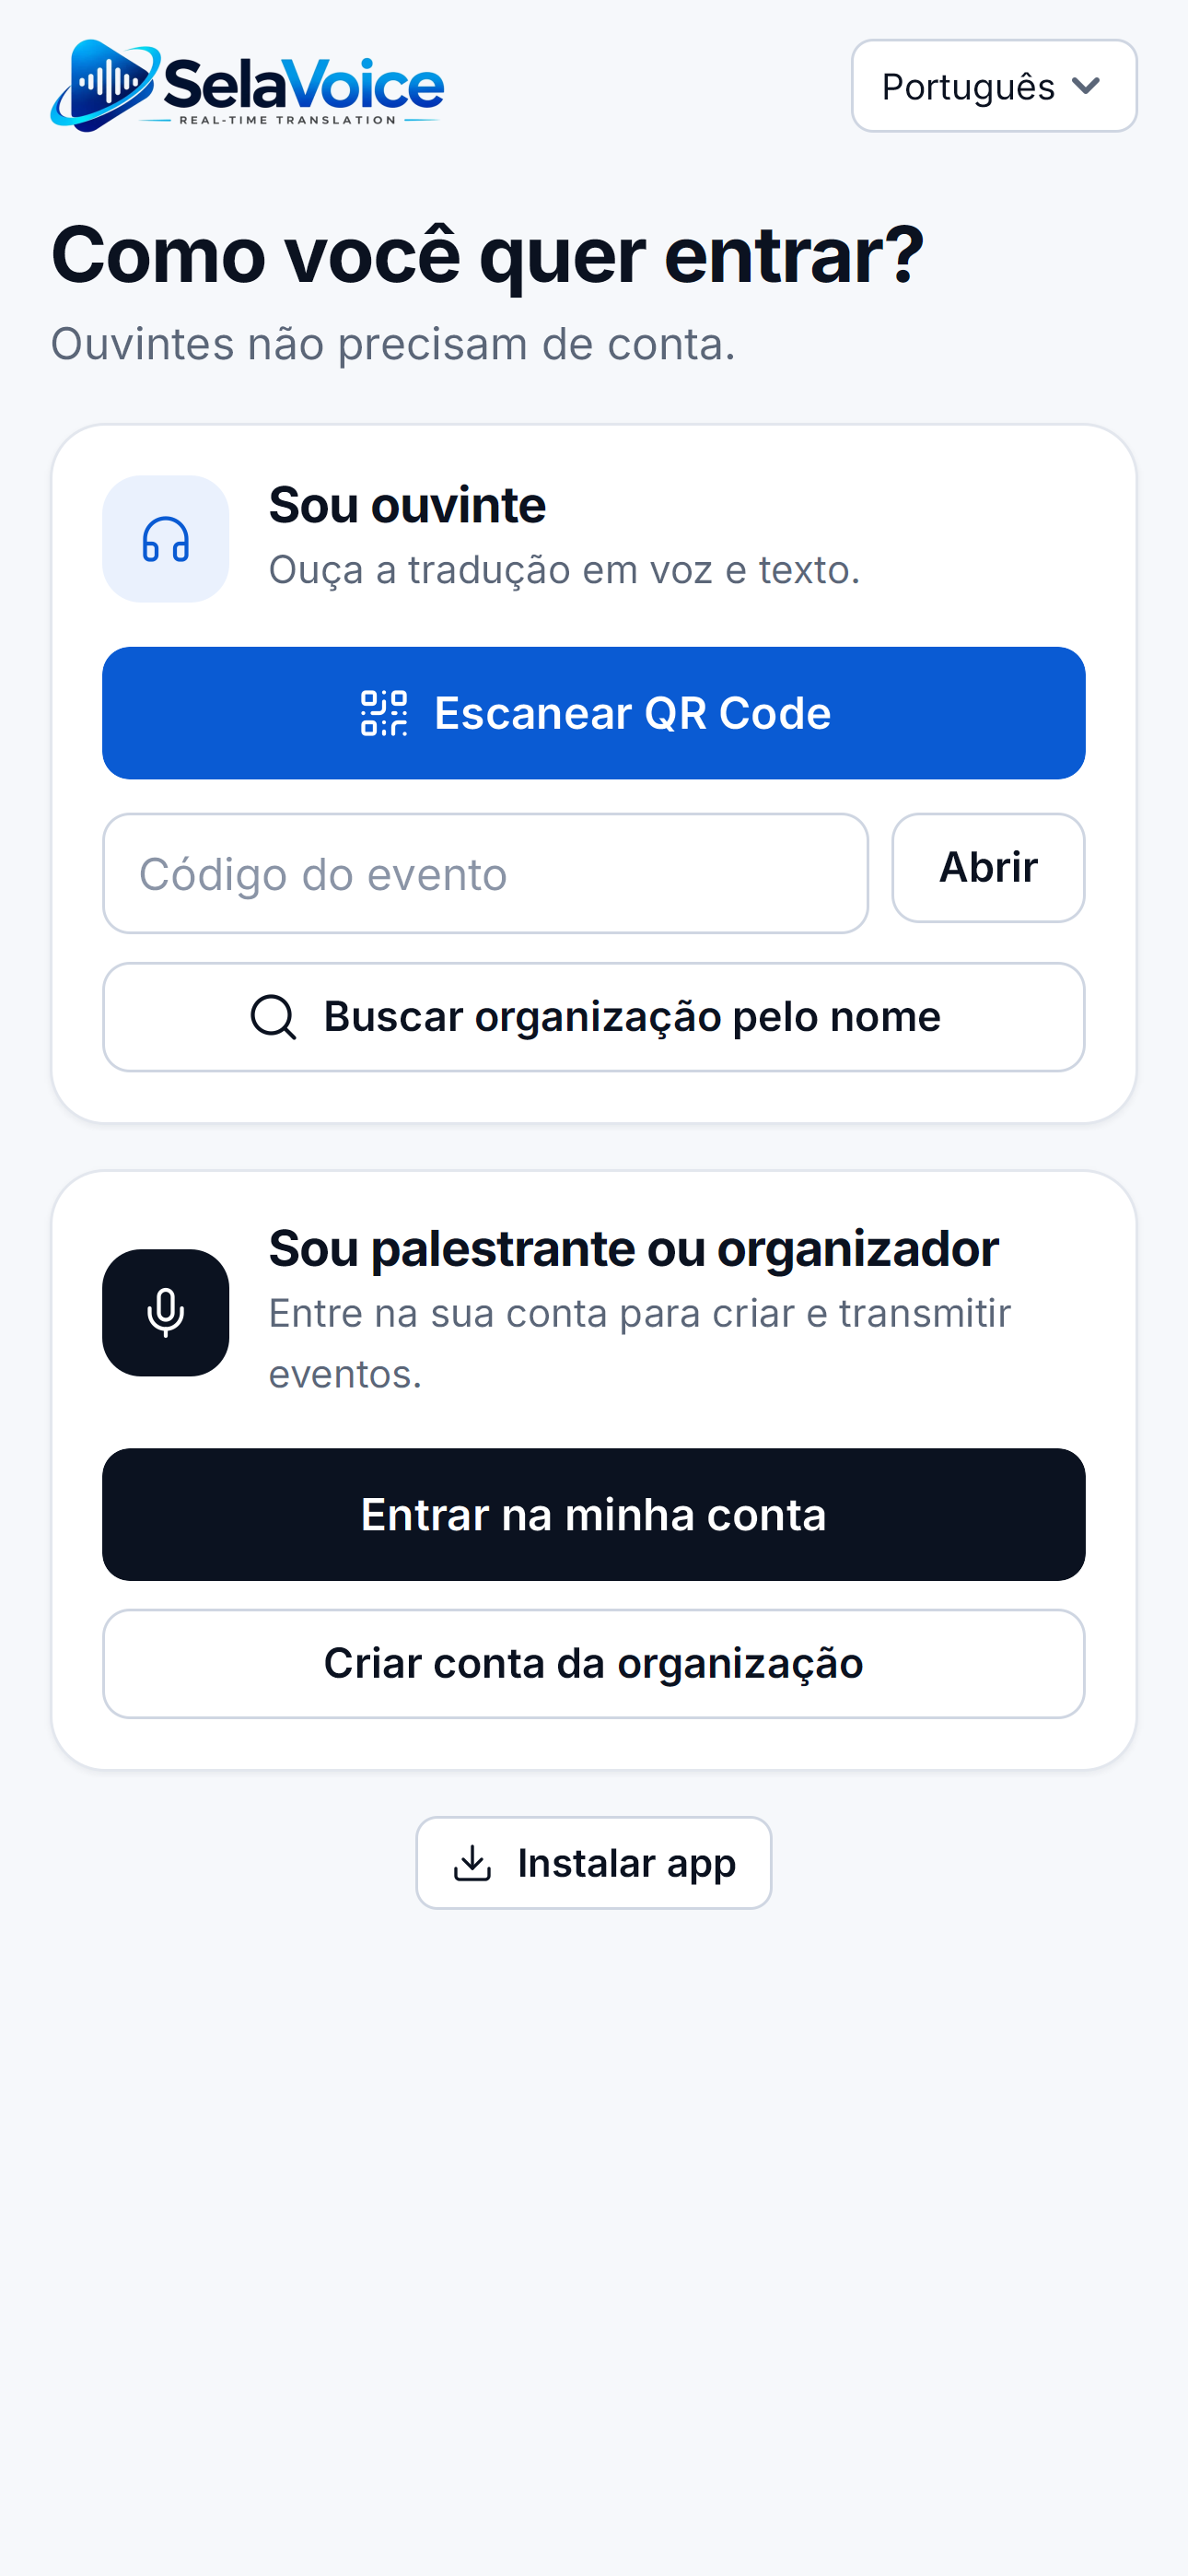 SelaVoice
REAL-TIME TRANSLATION
Português
Como você quer entrar?
Ouvintes não precisam de conta.
Sou ouvinte
Ouça a tradução em voz e texto.
Escanear QR Code
Código do evento
Abrir
Buscar organização pelo nome
Sou palestrante ou organizador
Entre na sua conta para criar e transmitir
eventos.
Entrar na minha conta
Criar conta da organização
Instalar app